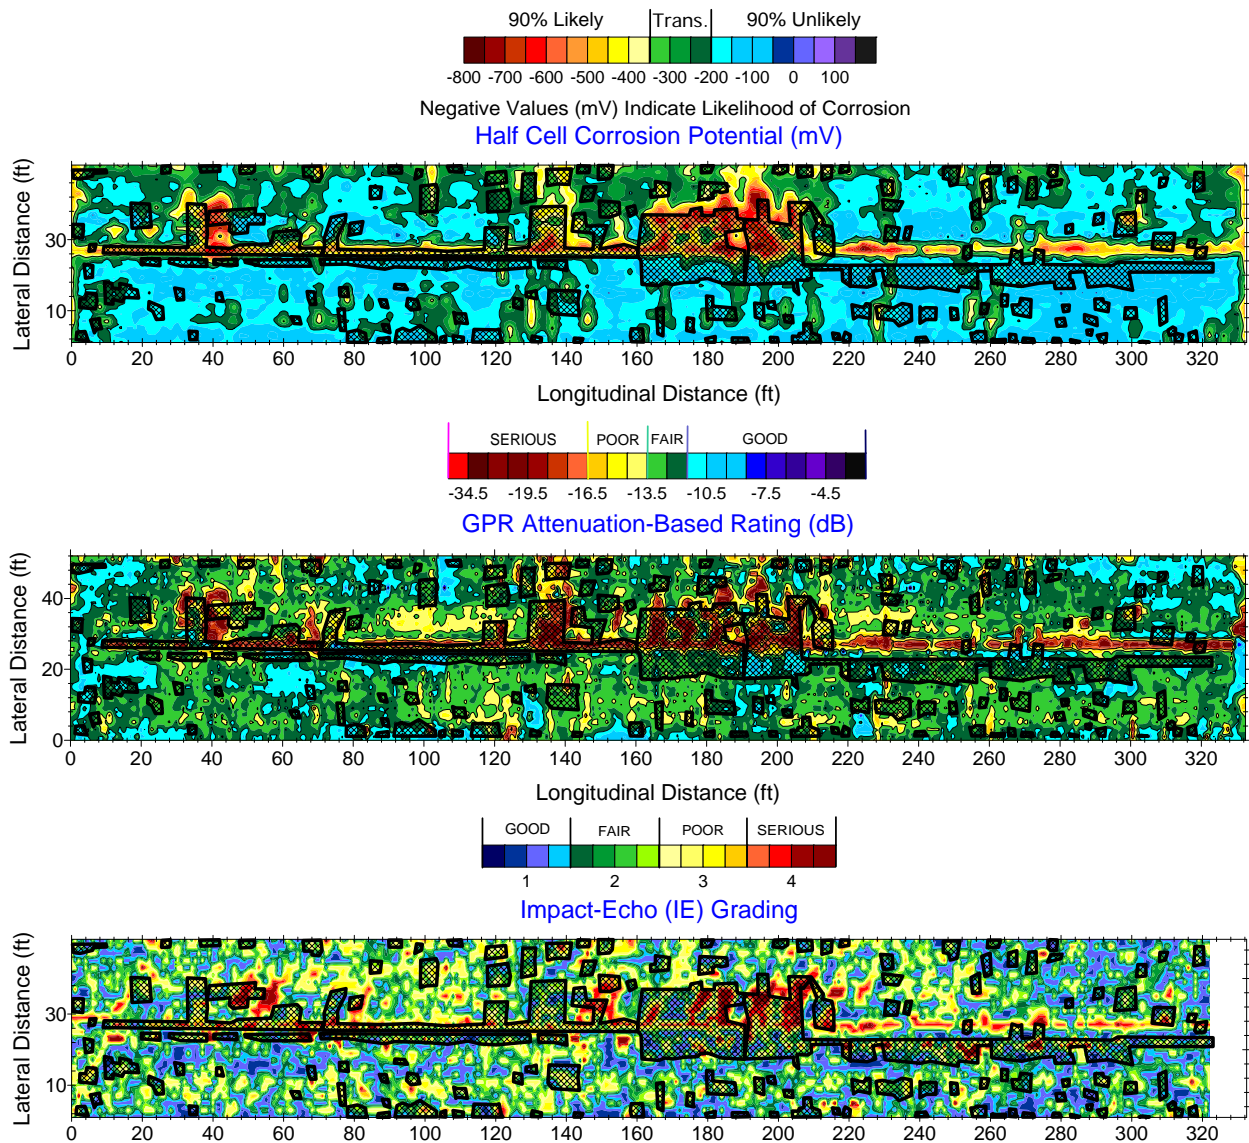 90% Likely Trans. 90% Unlikely
-800 -700 -600 -500 -400 -300 -200 -100 0 100
Negative Values (mV) Indicate Likelihood of Corrosion
Half Cell Corrosion Potential (mV)
Lateral Distance (ft)
30
10
0 20 40 60 80 100 120 140 160 180 200 220 240 260 280 300 320
Longitudinal Distance (ft)
SERIOUS POOR FAIR GOOD
-34.5 -19.5 -16.5 -13.5 -10.5 -7.5 -4.5
GPR Attenuation-Based Rating (dB)
Lateral Distance (ft)
40
20
0
0 20 40 60 80 100 120 140 160 180 200 220 240 260 280 300 320
Longitudinal Distance (ft)
GOOD FAIR POOR SERIOUS
1 2 3 4
Impact-Echo (IE) Grading
Lateral Distance (ft)
30
10
0 20 40 60 80 100 120 140 160 180 200 220 240 260 280 300 320